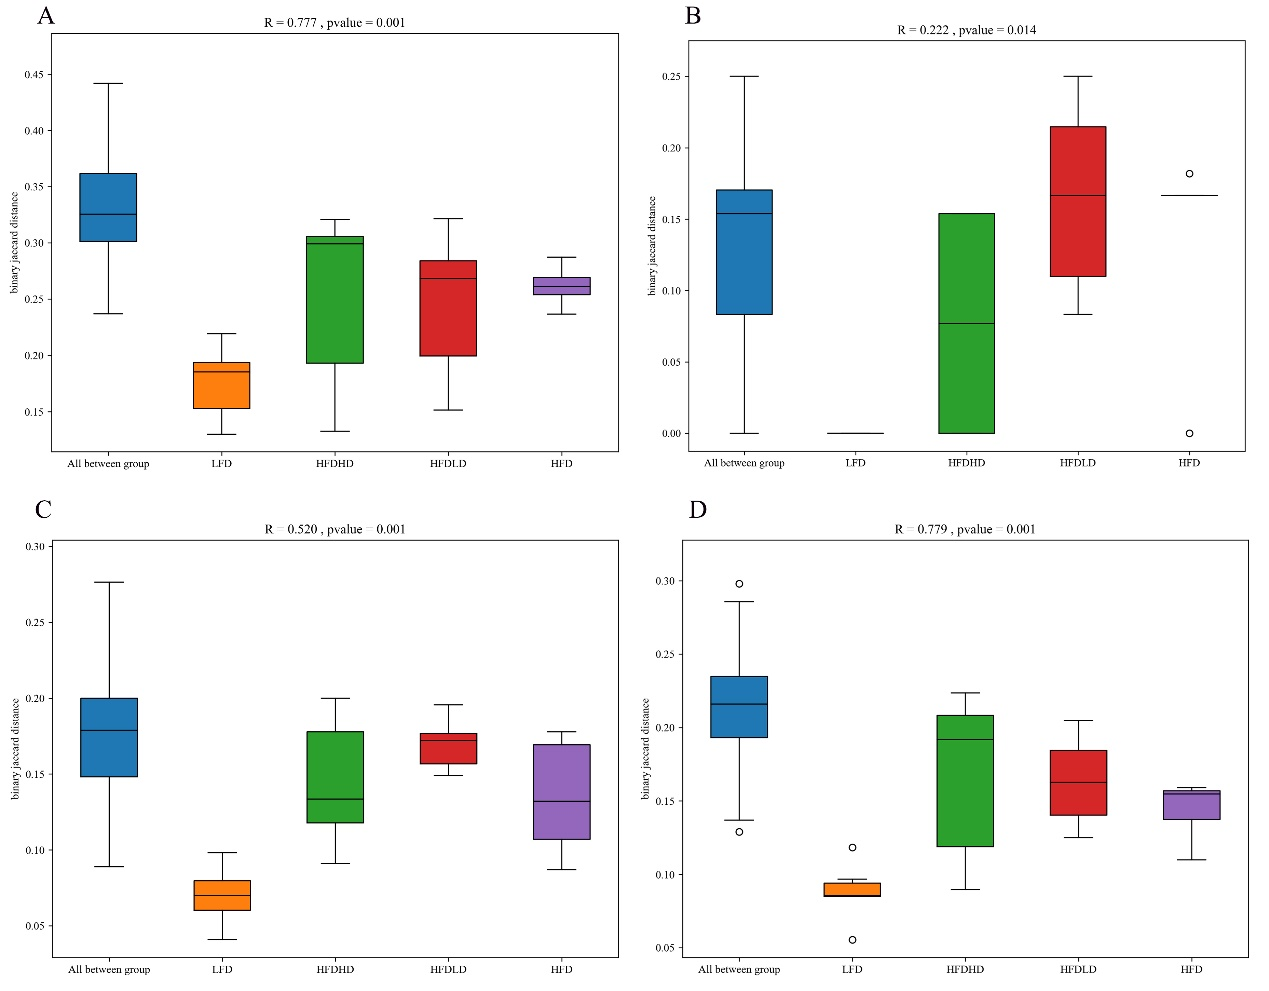 A
R = 0.777 , pvalue = 0.001
binary jaccard distance
0.45
0.40
0.35
0.30
0.25
0.20
0.15
All between group
LFD
HFDHD
HFDLD
HFD
B
R = 0.222 , pvalue = 0.014
binary jaccard distance
0.25
0.20
0.15
0.10
0.05
0.00
All between group
LFD
HFDHD
HFDLD
HFD
C
R = 0.520 , pvalue = 0.001
binary jaccard distance
0.30
0.25
0.20
0.15
0.10
0.05
All between group
LFD
HFDHD
HFDLD
HFD
D
R = 0.779 , pvalue = 0.001
binary jaccard distance
0.30
0.25
0.20
0.15
0.10
0.05
All between group
LFD
HFDHD
HFDLD
HFD